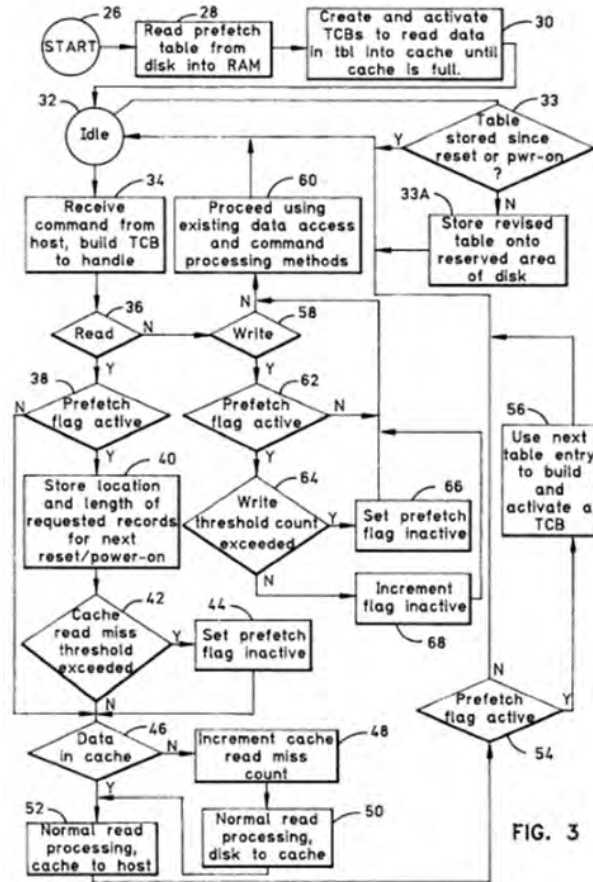 26
START
28
Read prefetch
table from
disk into RAM
30
Create and activate
TCBs to read data
in tbl into cache until
cache is full.
32
Idle
33
Table
stored since
reset or pwr-on
?
Y
N
33A
Store revised
table onto
reserved area
of disk
34
Receive
command from
host, build TCB
to handle
60
Proceed using
existing data access
and command
processing methods
36
Read
N
Y
58
Write
N
Y
38
Prefetch
flag active
N
Y
62
Prefetch
flag active
N
Y
40
Store location
and length of
requested records
for next
reset/power-on
64
Write
threshold count
exceeded
Y
N
66
Set prefetch
flag inactive
Increment
flag inactive
68
56
Use next
table entry
to build
and
activate a
TCB
42
Cache
read miss
threshold
exceeded
Y
N
44
Set prefetch
flag inactive
46
Data
in cache
N
Y
48
Increment cache
read miss
count
50
Normal read
processing,
disk to cache
52
Normal read
processing,
cache to host
Prefetch
flag active
N
Y
54
FIG. 3